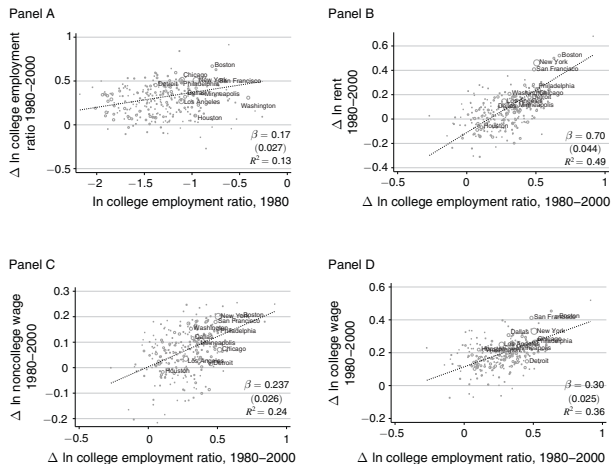 Panel A
Δ ln college employment
ratio 1980–2000
1
0.5
0
−0.5
−2
−1.5
−1
−0.5
0
ln college employment ratio, 1980
Boston
Chicago
New York
San Francisco
Detroit
Philadelphia
Dallas
Minneapolis
Los Angeles
Washington
Houston
β = 0.17
(0.027)
R² = 0.13
Panel B
Δ ln rent
1980–2000
0.6
0.4
0.2
0
−0.2
−0.4
−0.5
0
0.5
1
Δ ln college employment ratio, 1980–2000
Boston
New York
San Francisco
Philadelphia
Washington
Chicago
Los Angeles
Minneapolis
Houston
β = 0.70
(0.044)
R² = 0.49
Panel C
Δ ln noncollege wage
1980–2000
0.3
0.2
0.1
0
−0.1
−0.2
−0.5
0
0.5
1
Δ ln college employment ratio, 1980–2000
New York
Boston
San Francisco
Washington
Philadelphia
Dallas
Minneapolis
Chicago
Los Angeles
Detroit
Houston
β = 0.237
(0.026)
R² = 0.24
Panel D
Δ ln college wage
1980–2000
0.6
0.4
0.2
0
−0.2
−0.5
0
0.5
1
Δ ln college employment ratio, 1980–2000
San Francisco
Boston
Dallas
New York
Chicago
Philadelphia
Los Angeles
Minneapolis
Detroit
β = 0.30
(0.025)
R² = 0.36